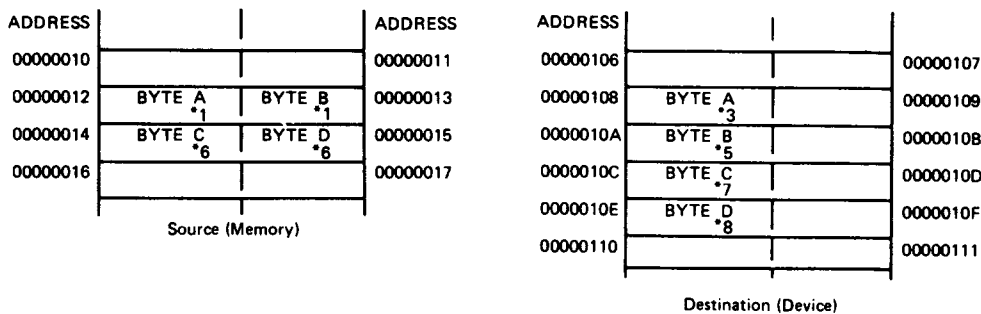 ADDRESS ADDRESS
00000010 00000011
00000012 BYTE A *1 BYTE B *1 00000013
00000014 BYTE C *6 BYTE D *6 00000015
00000016 00000017
Source (Memory)
ADDRESS
00000106 00000107
00000108 BYTE A *3 00000109
0000010A BYTE B *5 0000010B
0000010C BYTE C *7 0000010D
0000010E BYTE D *8 0000010F
00000110 00000111
Destination (Device)